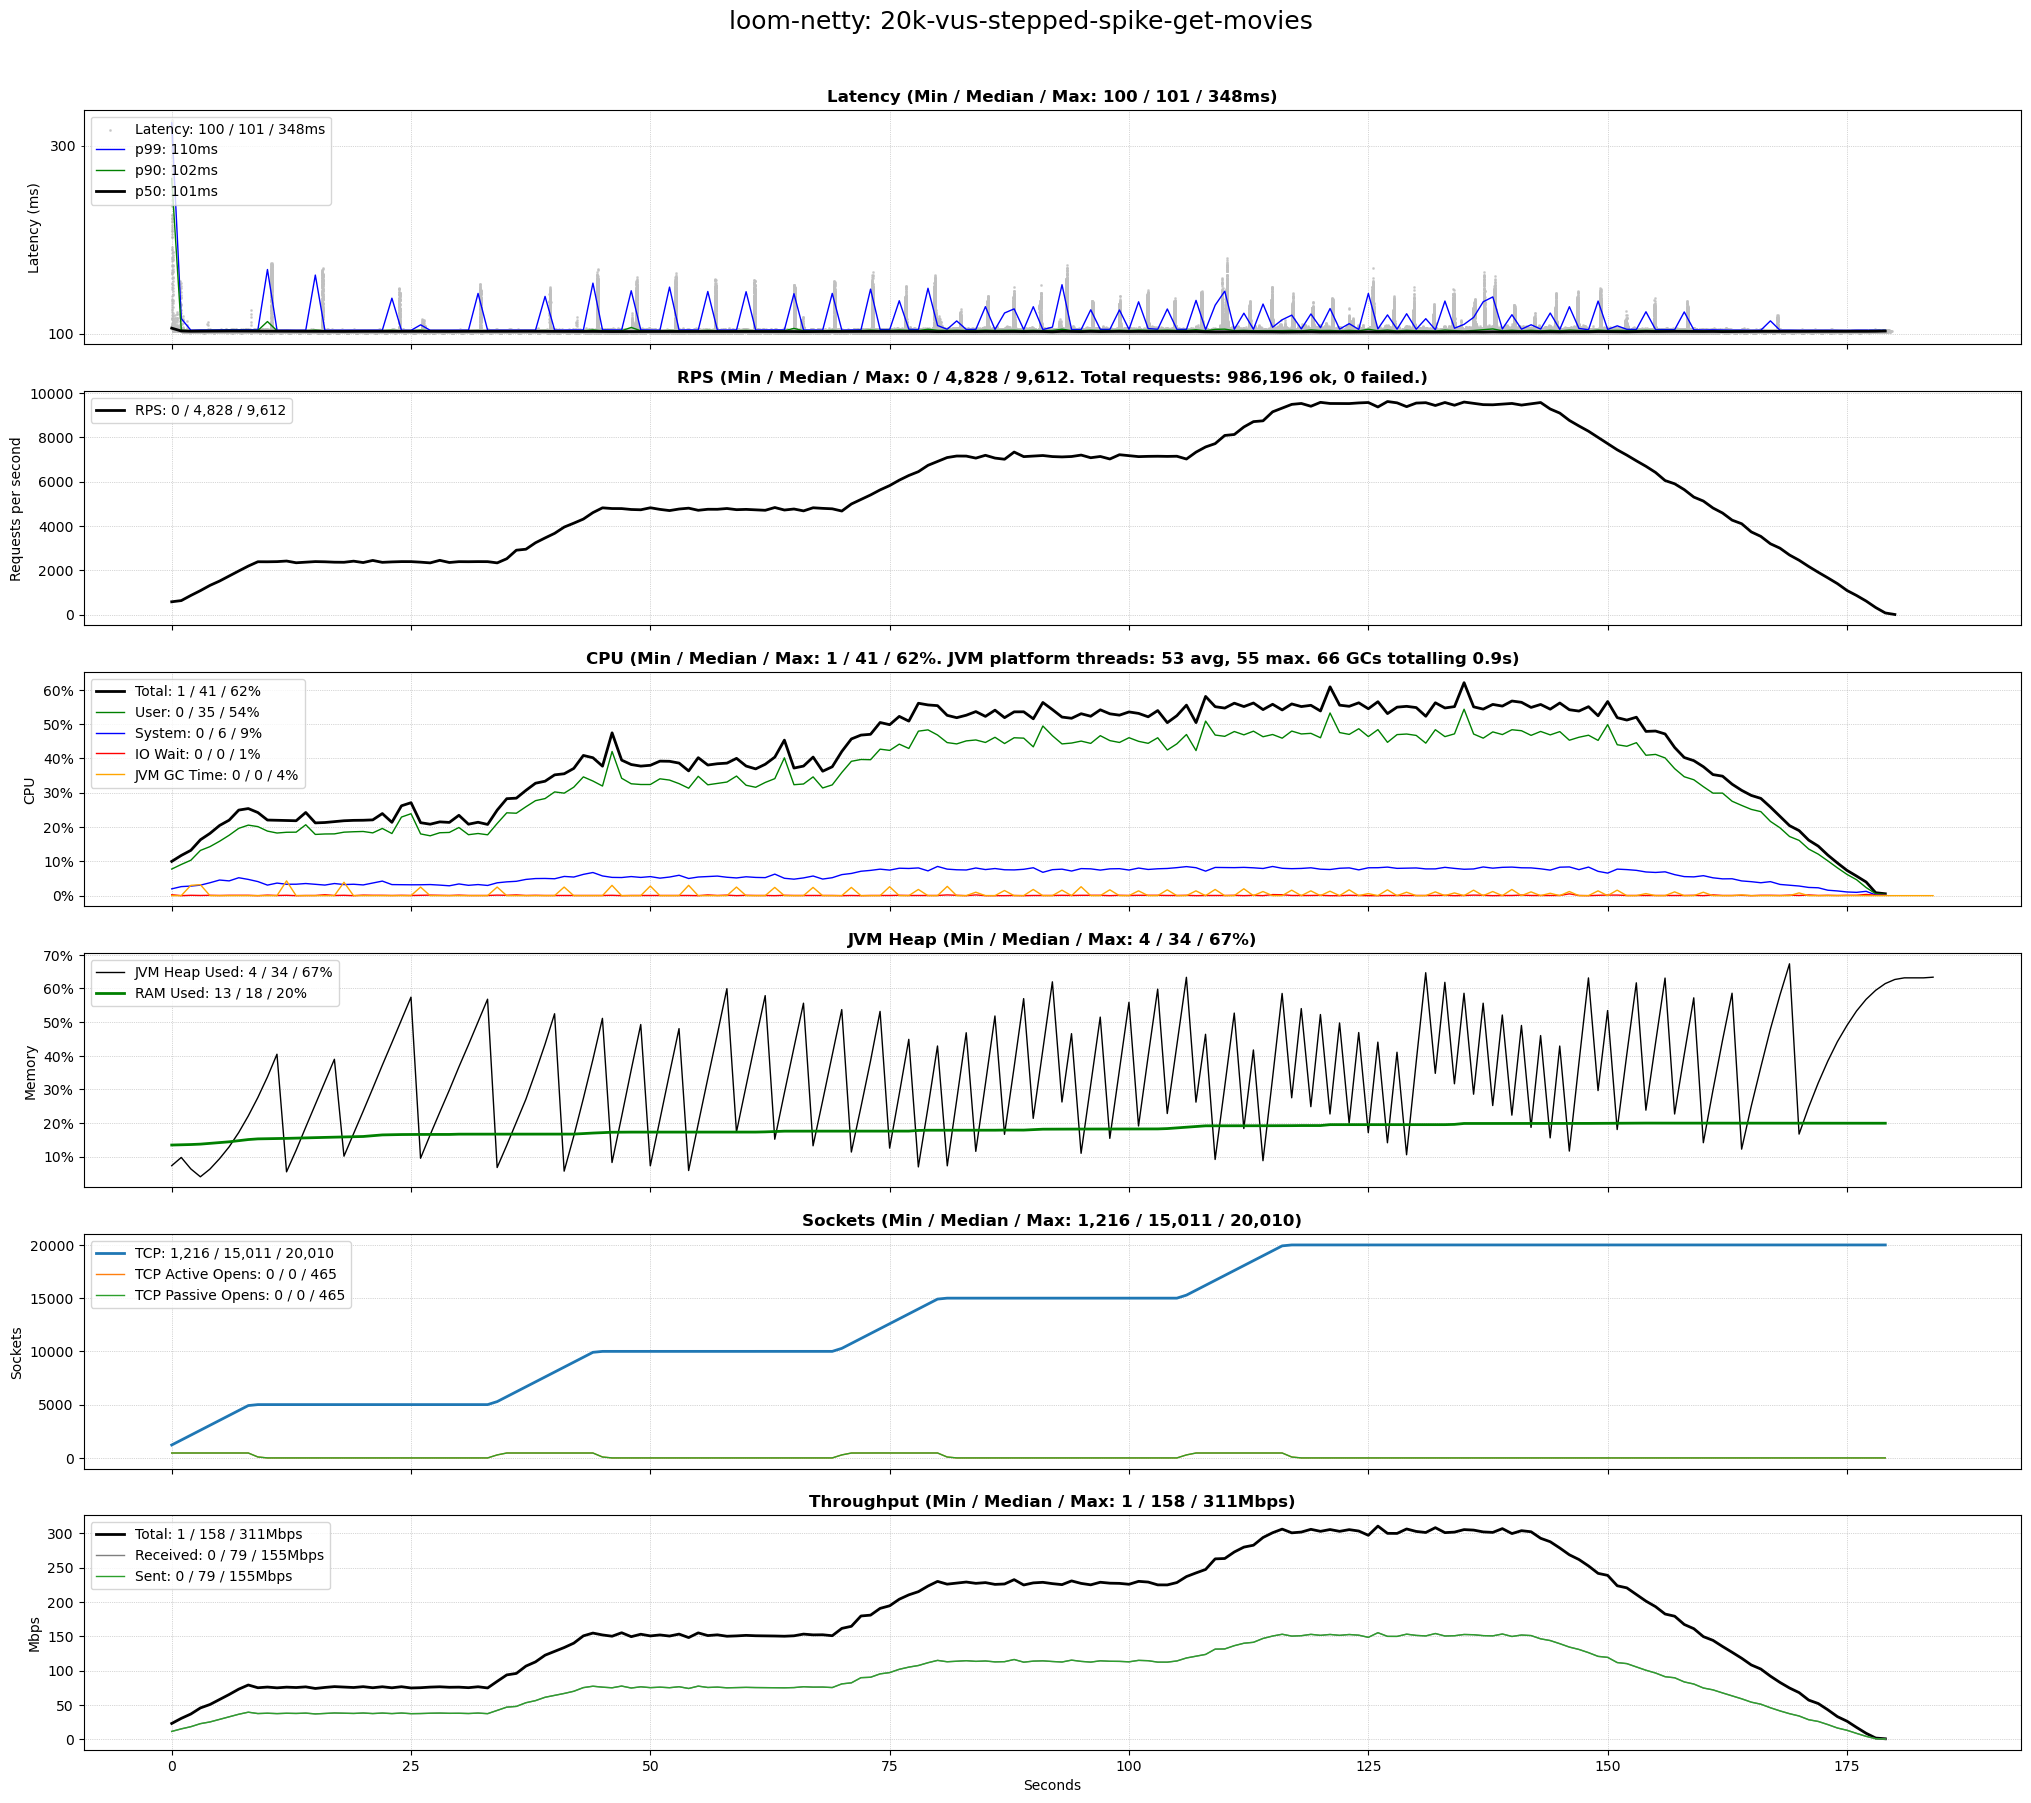 loom-netty: 20k-vus-stepped-spike-get-movies
Latency (Min / Median / Max: 100 / 101 / 348ms)
Latency (ms)
300
100
Latency: 100 / 101 / 348ms
p99: 110ms
p90: 102ms
p50: 101ms
RPS (Min / Median / Max: 0 / 4,828 / 9,612. Total requests: 986,196 ok, 0 failed.)
Requests per second
10000
8000
6000
4000
2000
0
RPS: 0 / 4,828 / 9,612
CPU (Min / Median / Max: 1 / 41 / 62%. JVM platform threads: 53 avg, 55 max. 66 GCs totalling 0.9s)
CPU
60%
50%
40%
30%
20%
10%
0%
Total: 1 / 41 / 62%
User: 0 / 35 / 54%
System: 0 / 6 / 9%
IO Wait: 0 / 0 / 1%
JVM GC Time: 0 / 0 / 4%
JVM Heap (Min / Median / Max: 4 / 34 / 67%)
Memory
70%
60%
50%
40%
30%
20%
10%
JVM Heap Used: 4 / 34 / 67%
RAM Used: 13 / 18 / 20%
Sockets (Min / Median / Max: 1,216 / 15,011 / 20,010)
Sockets
20000
15000
10000
5000
0
TCP: 1,216 / 15,011 / 20,010
TCP Active Opens: 0 / 0 / 465
TCP Passive Opens: 0 / 0 / 465
Throughput (Min / Median / Max: 1 / 158 / 311Mbps)
Mbps
300
250
200
150
100
50
0
Total: 1 / 158 / 311Mbps
Received: 0 / 79 / 155Mbps
Sent: 0 / 79 / 155Mbps
0 25 50 75 100 125 150 175
Seconds